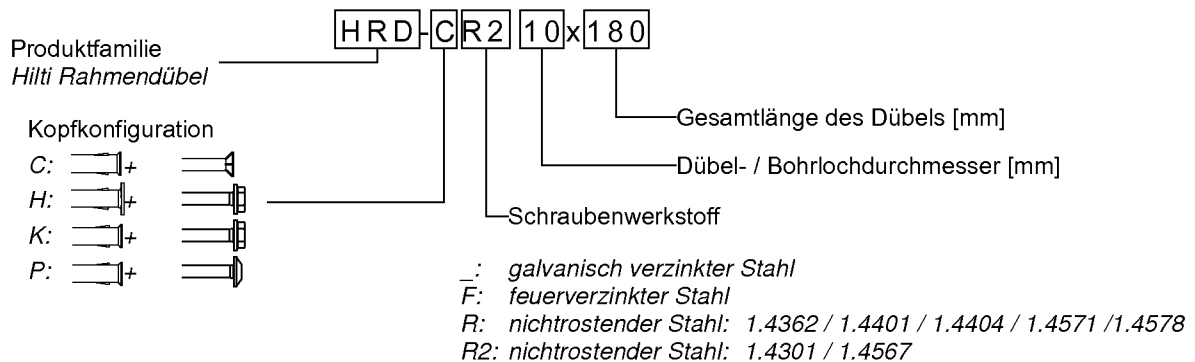 HRD-CR2 10x180
Produktfamilie
Hilti Rahmendübel
Kopfkonfiguration
C: +
H: +
K: +
P: +
Gesamtlänge des Dübels [mm]
Dübel- / Bohrlochdurchmesser [mm]
Schraubenwerkstoff
_: galvanisch verzinkter Stahl
F: feuerverzinkter Stahl
R: nichtrostender Stahl: 1.4362 / 1.4401 / 1.4404 / 1.4571 /1.4578
R2: nichtrostender Stahl: 1.4301 / 1.4567